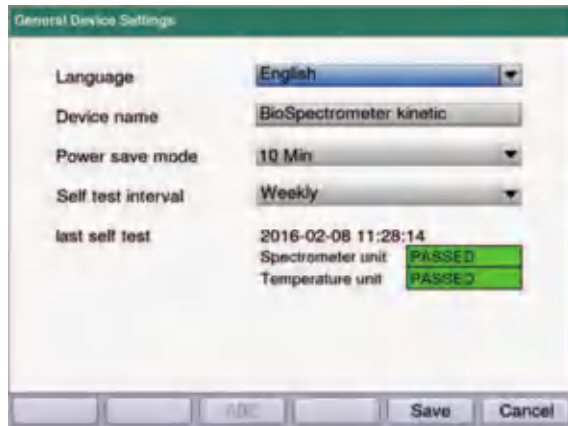 General Device Settings
Language English
Device name BioSpectrometer kinetic
Power save mode 10 Min
Self test interval Weekly
last self test 2016-02-08 11:28:14
Spectrometer unit PASSED
Temperature unit PASSED
ABC Save Cancel